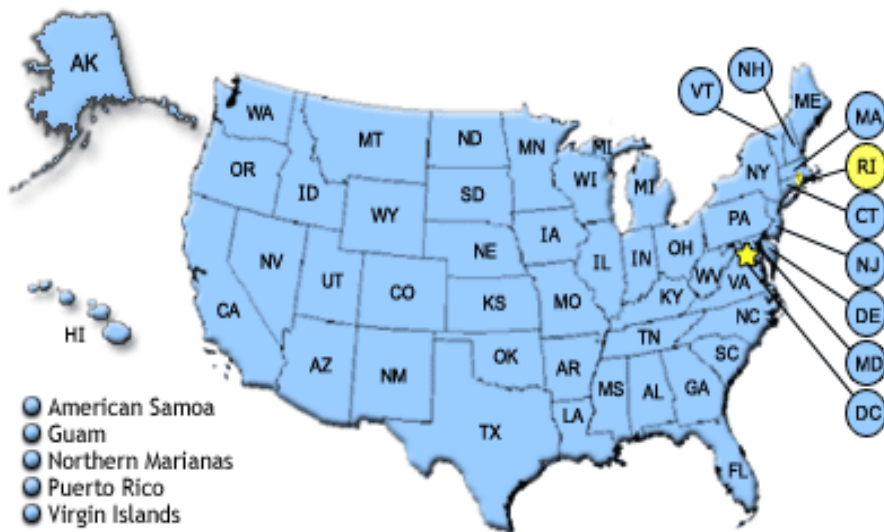 AK
NH
VT
ME
WA
MA
MT
ND
MN
MI
OR
RI
NY
ID
WI
MI
SD
WY
CT
PA
IA
NE
OH
NV
IL
IN
NJ
UT
WV
VA
CO
CA
KS
MO
KY
DE
NC
HI
TN
OK
SC
MD
AZ
NM
AR
MS
AL
GA
DC
LA
TX
FL
American Samoa
Guam
Northern Marianas
Puerto Rico
Virgin Islands